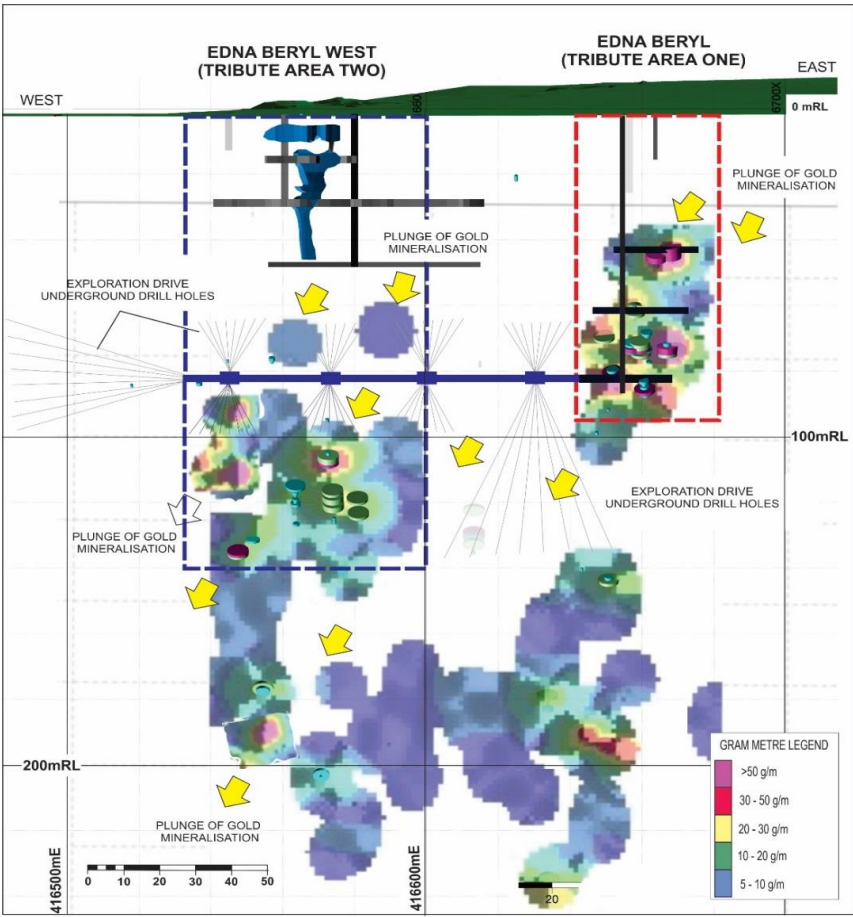 EDNA BERYL WEST
(TRIBUTE AREA TWO)
EDNA BERYL
(TRIBUTE AREA ONE)
WEST
EAST
660
6700X
0 mRL
PLUNGE OF GOLD
MINERALISATION
PLUNGE OF GOLD
MINERALISATION
EXPLORATION DRIVE
UNDERGROUND DRILL HOLES
100mRL
EXPLORATION DRIVE
UNDERGROUND DRILL HOLES
PLUNGE OF GOLD
MINERALISATION
200mRL
PLUNGE OF GOLD
MINERALISATION
GRAM METRE LEGEND
>50 g/m
30 - 50 g/m
20 - 30 g/m
10 - 20 g/m
5 - 10 g/m
0 10 20 30 40 50
20
416500mE
416600mE